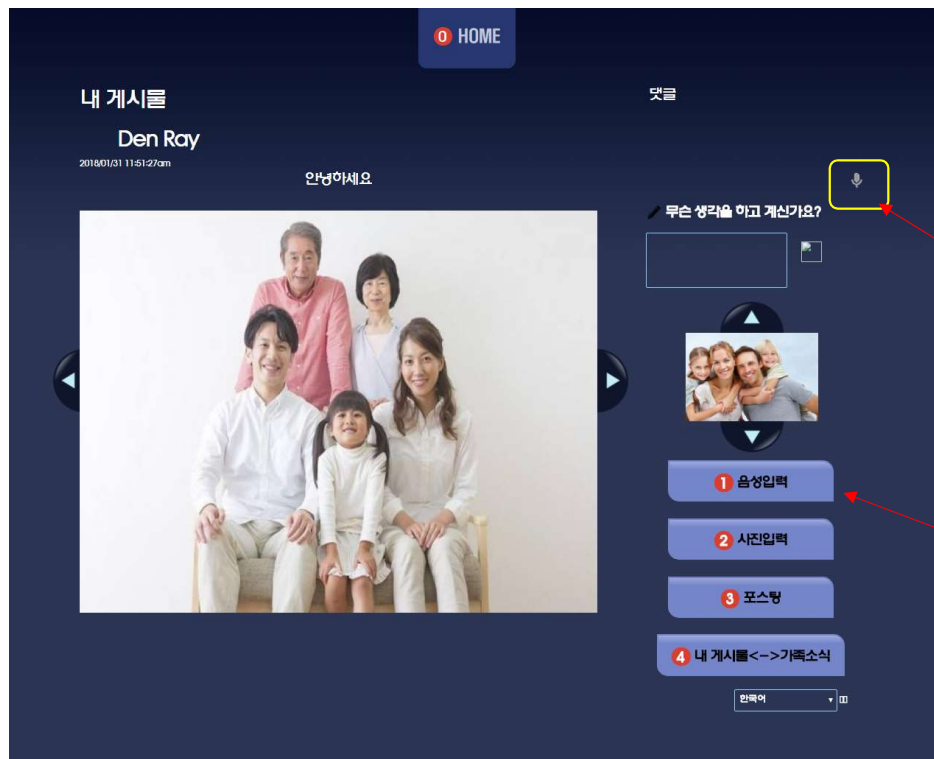 0 HOME
내 게시물
Den Ray
2018/01/31 11:51:27am
안녕하세요
댓글
무슨 생각을 하고 계신가요?
1 음성입력
2 사진입력
3 포스팅
4 내 게시물<->가족소식
한국어